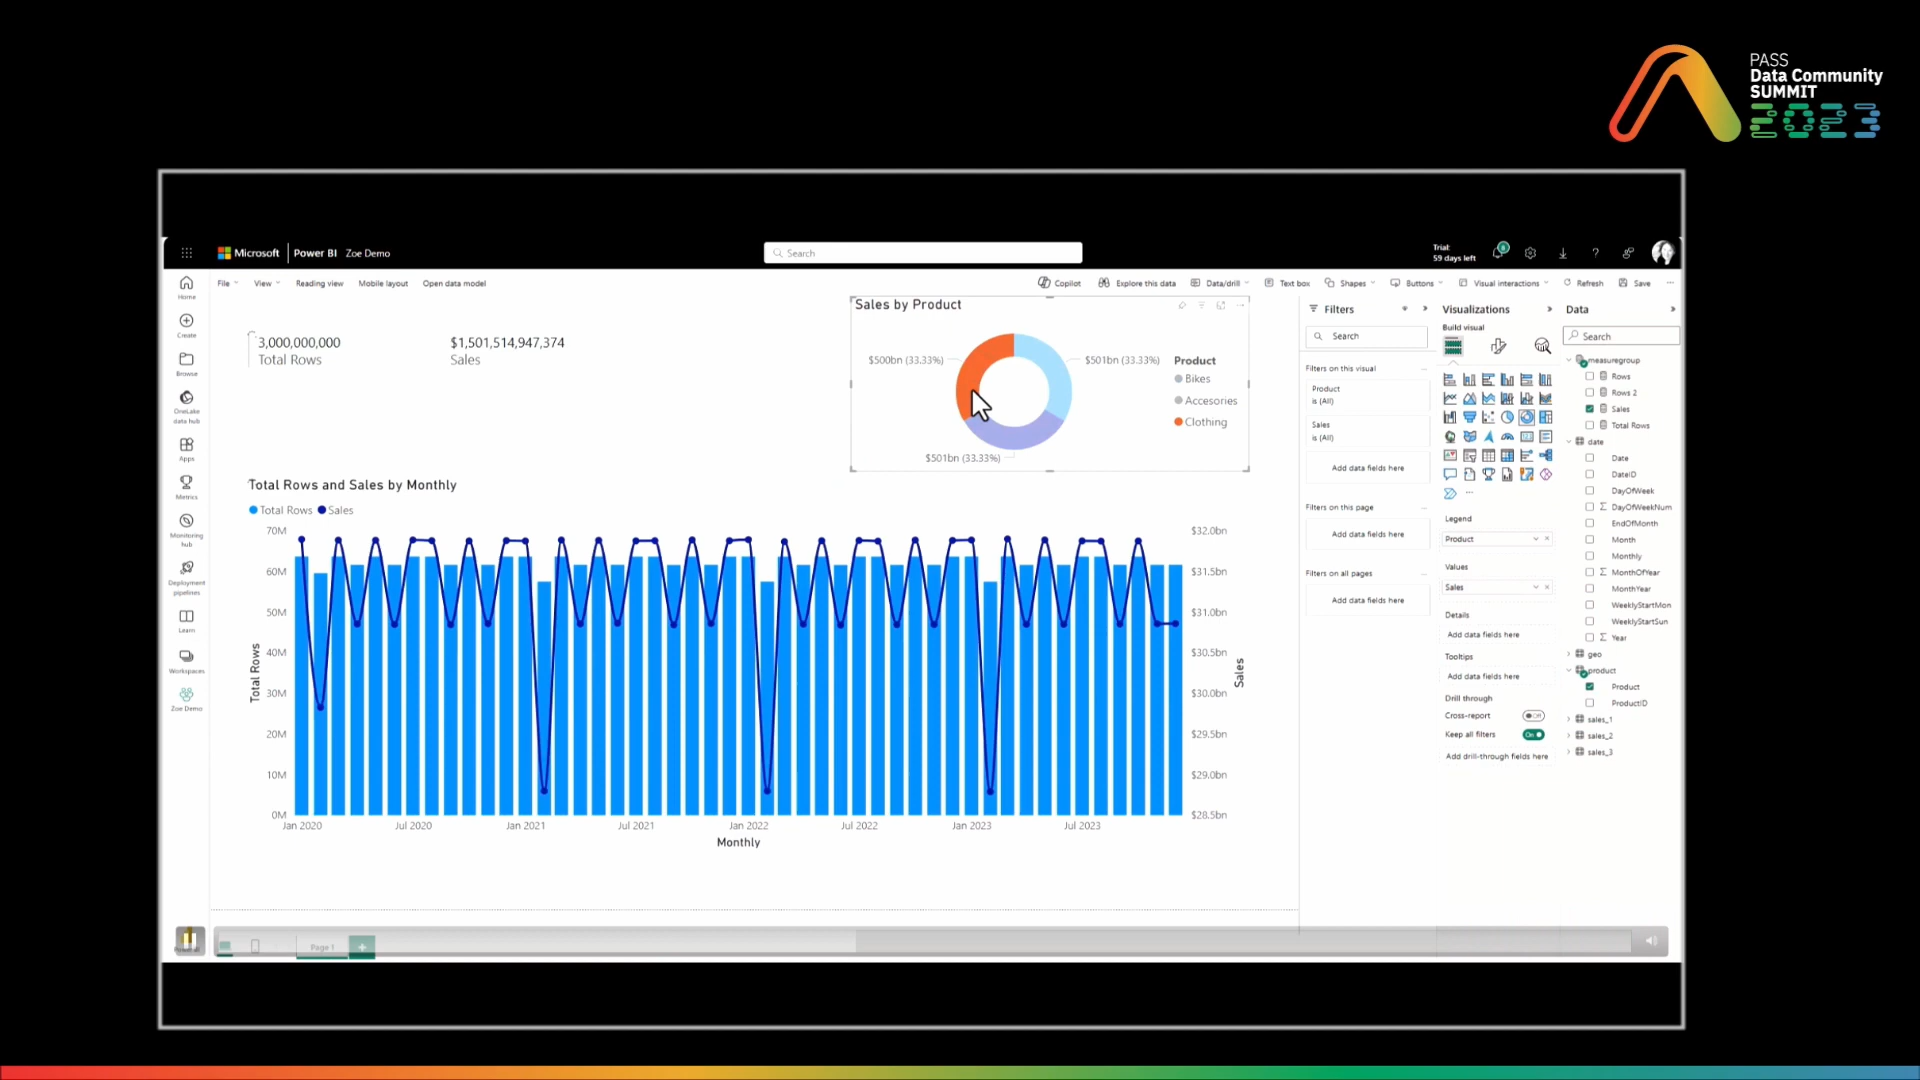 PASS
Data Community
SUMMIT
2023
Microsoft
Power BI
Zoe Demo
Search
Trial:
59 days left
File
View
Reading view
Mobile layout
Open data model
Copilot
Explore this data
Data/drill
Text box
Shapes
Buttons
Visual interactions
Refresh
Save
Home
Create
Browse
OneLake
data hub
Apps
Metrics
Monitoring
hub
Deployment
pipelines
Learn
Workspaces
Zoe Demo
3,000,000,000
Total Rows
$1,501,514,947,374
Sales
Sales by Product
$500bn (33.33%)
$501bn (33.33%)
$501bn (33.33%)
Product
Bikes
Accesories
Clothing
Total Rows and Sales by Monthly
Total Rows
Sales
70M
60M
50M
40M
30M
20M
10M
0M
Total Rows
$32.0bn
$31.5bn
$31.0bn
$30.5bn
$30.0bn
$29.5bn
$29.0bn
$28.5bn
Sales
Jan 2020
Jul 2020
Jan 2021
Jul 2021
Jan 2022
Jul 2022
Jan 2023
Jul 2023
Monthly
Page 1
Filters
Search
Filters on this visual
Product
is (All)
Sales
is (All)
Add data fields here
Filters on this page
Add data fields here
Filters on all pages
Add data fields here
Visualizations
Build visual
Legend
Product
Values
Sales
Details
Add data fields here
Tooltips
Add data fields here
Drill through
Cross-report
Off
Keep all filters
On
Add drill-through fields here
Data
Search
measuregroup
Rows
Rows 2
Sales
Total Rows
date
Date
DateID
DayOfWeek
DayOfWeekNum
EndOfMonth
Month
Monthly
MonthOfYear
MonthYear
WeeklyStartMon
WeeklyStartSun
Year
geo
product
Product
ProductID
sales_1
sales_2
sales_3